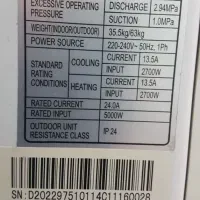 EXCESSIVE OPERATING PRESSURE DISCHARGE 2.94MPa
SUCTION 1.0MPa
WEIGHT(INDOOR/OUTDOOR) 35.5kg/63kg
POWER SOURCE 220-240V~ 50Hz, 1Ph
STANDARD RATING CONDITIONS COOLING CURRENT 13.5A
INPUT 2700W
HEATING CURRENT 13.5A
INPUT 2700W
RATED CURRENT 24.0A
RATED INPUT 5000W
OUTDOOR UNIT RESISTANCE CLASS IP 24
SN:D202297510114C11160028